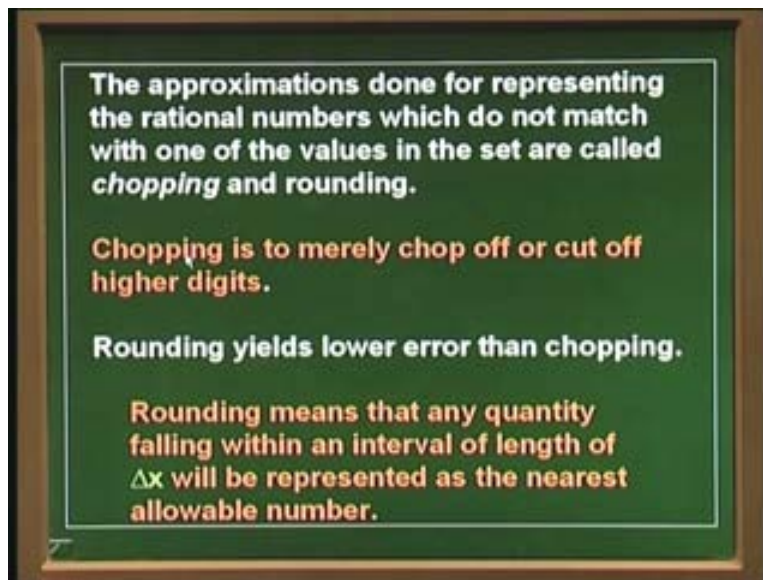 The approximations done for representing
the rational numbers which do not match
with one of the values in the set are called
chopping and rounding.
Chopping is to merely chop off or cut off
higher digits.
Rounding yields lower error than chopping.
Rounding means that any quantity
falling within an interval of length of
Δx will be represented as the nearest
allowable number.